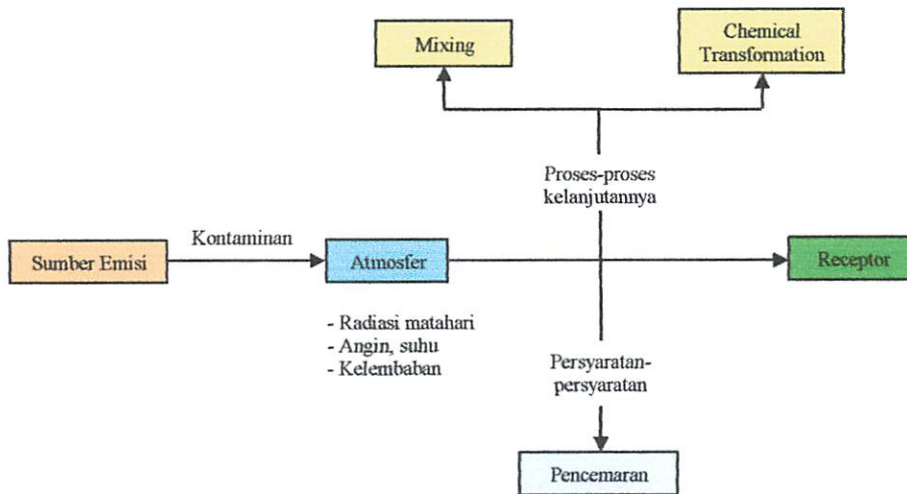 Mixing
Chemical
Transformation
Proses-proses
kelanjutannya
Kontaminan
Sumber Emisi
Atmosfer
Receptor
- Radiasi matahari
- Angin, suhu
- Kelembaban
Persyaratan-
persyaratan
Pencemaran